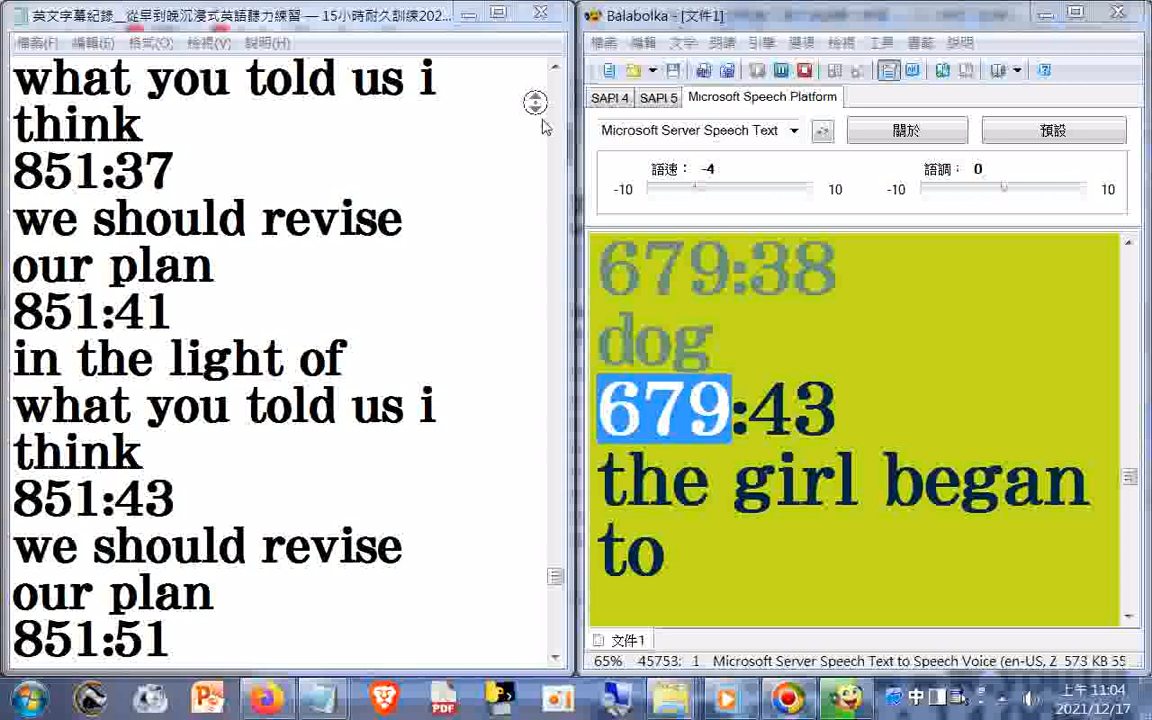 英文字幕紀錄__從早到晚沉浸式英語聽力練習 — 15小時耐久訓練202...
檔案(F) 編輯(E) 格式(O) 檢視(V) 說明(H)
what you told us i
think
851:37
we should revise
our plan
851:41
in the light of
what you told us i
think
851:43
we should revise
our plan
851:51
Balabolka - [文件1]
檔案 編輯 文字 朗讀 引擎 選項 檢視 工具 書籤 說明
SAPI 4 SAPI 5 Microsoft Speech Platform
Microsoft Server Speech Text 關於 預設
語速： -4 語調： 0
-10 10 -10 10
679:38
dog
679:43
the girl began
to
文件1
65% 45753: 1 Microsoft Server Speech Text to Speech Voice (en-US, Z 573 KB 55
PDF 中 上午 11:04
2021/12/17